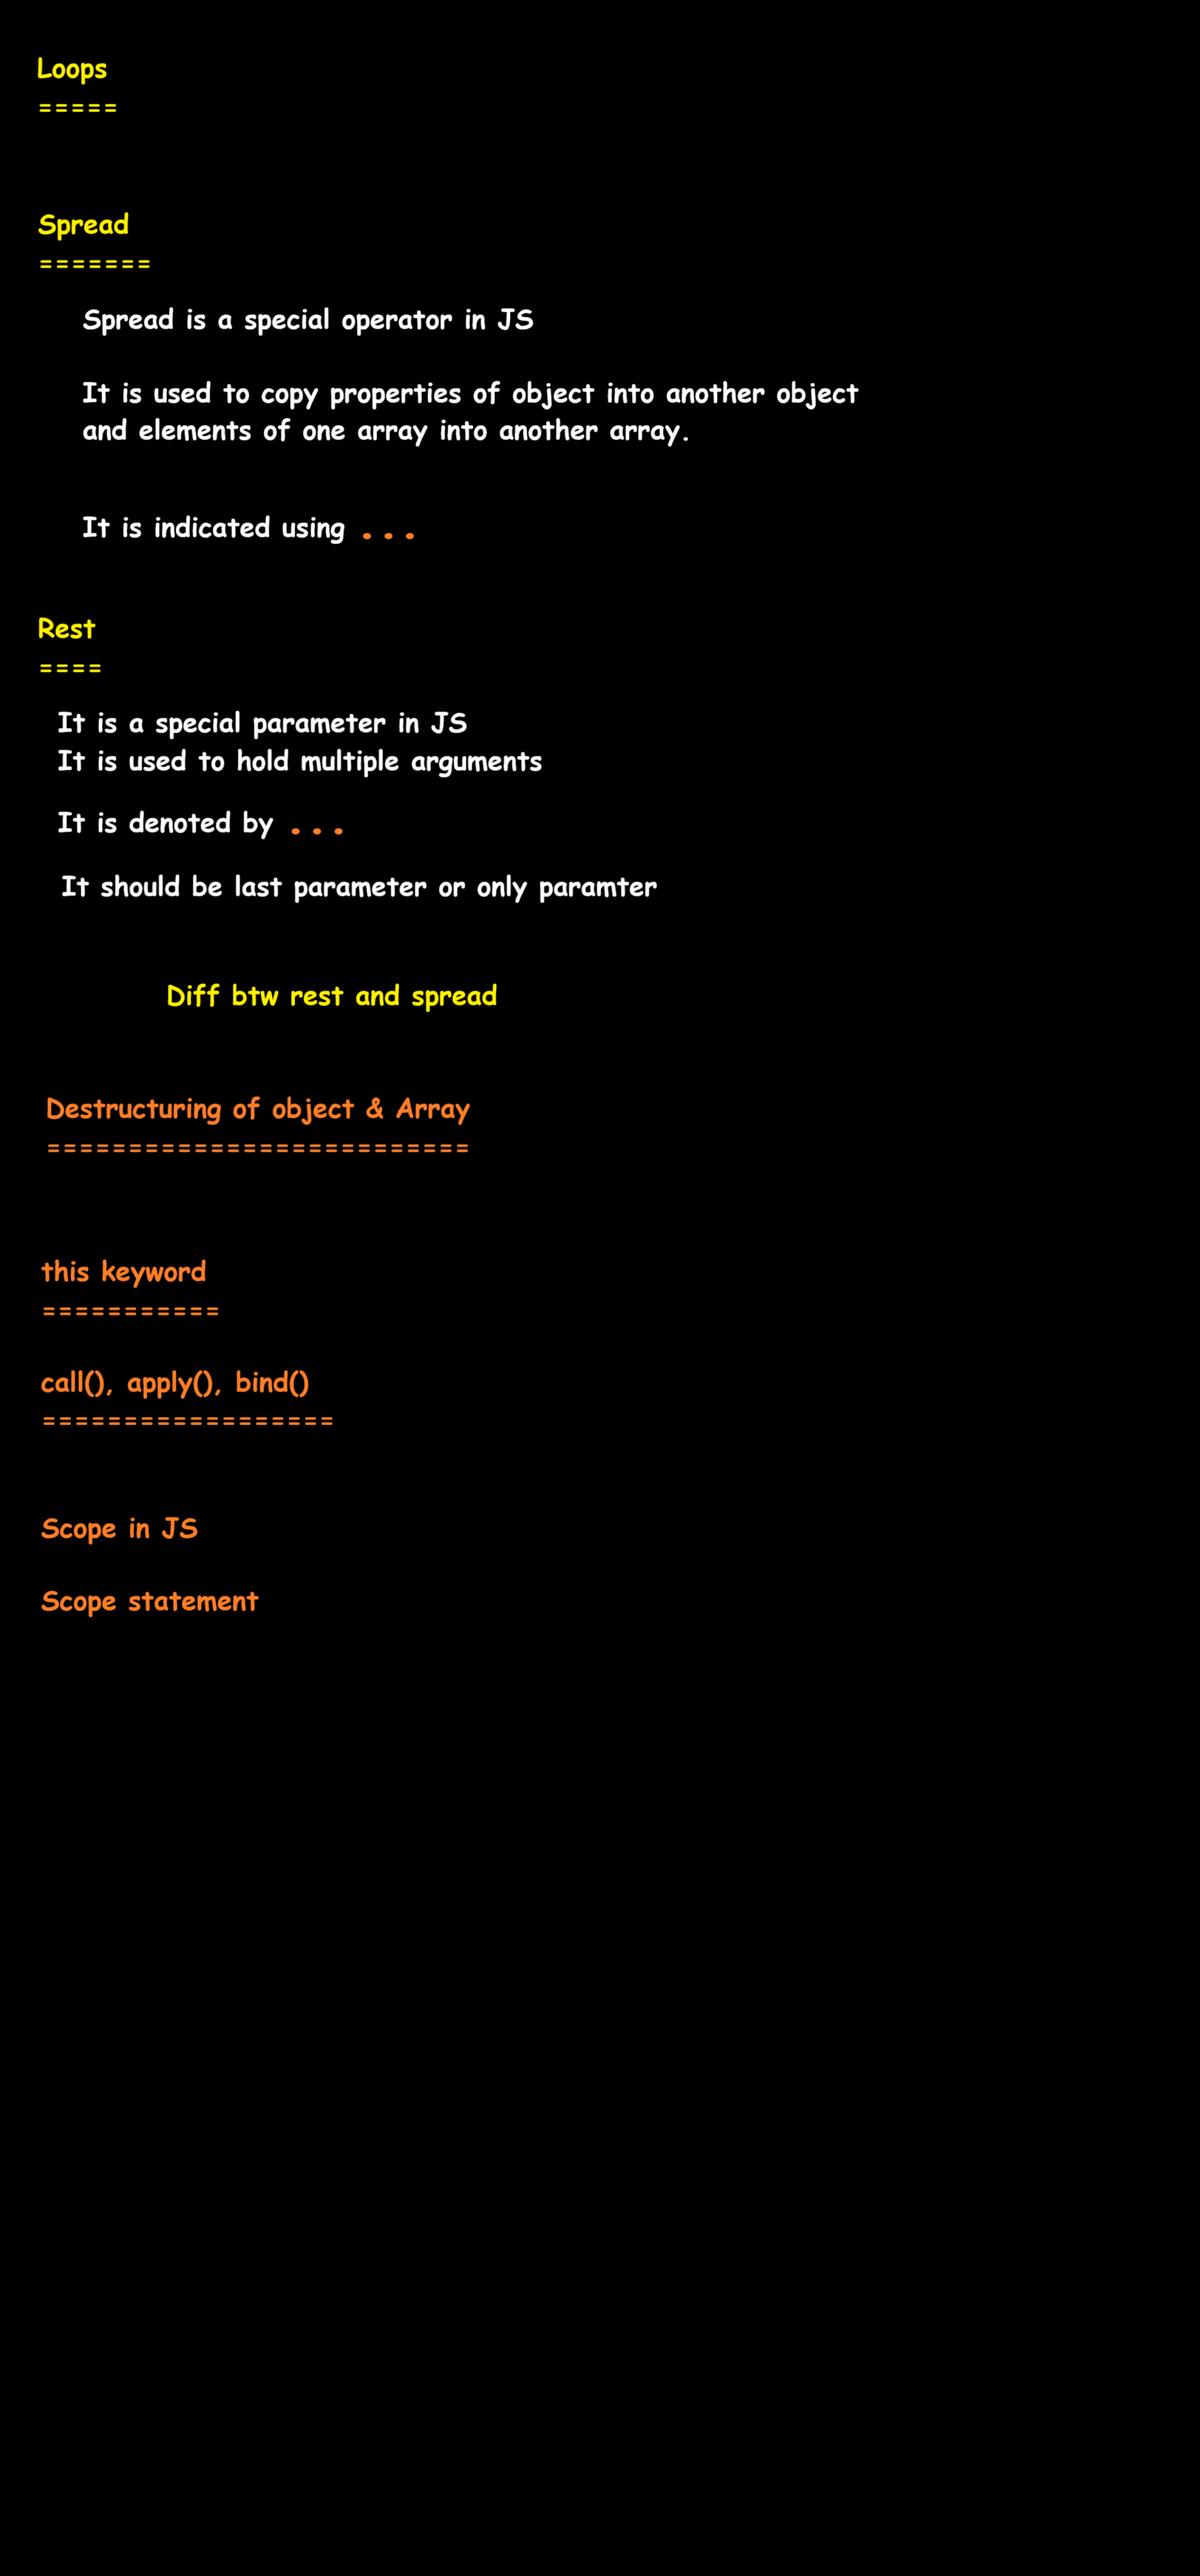 Loops
=====
Spread
=======
Spread is a special operator in JS
It is used to copy properties of object into another object
and elements of one array into another array.
It is indicated using ...
Rest
====
It is a special parameter in JS
It is used to hold multiple arguments
It is denoted by ...
It should be last parameter or only paramter
Diff btw rest and spread
Destructuring of object & Array
==========================
this keyword
===========
call(), apply(), bind()
==================
Scope in JS
Scope statement